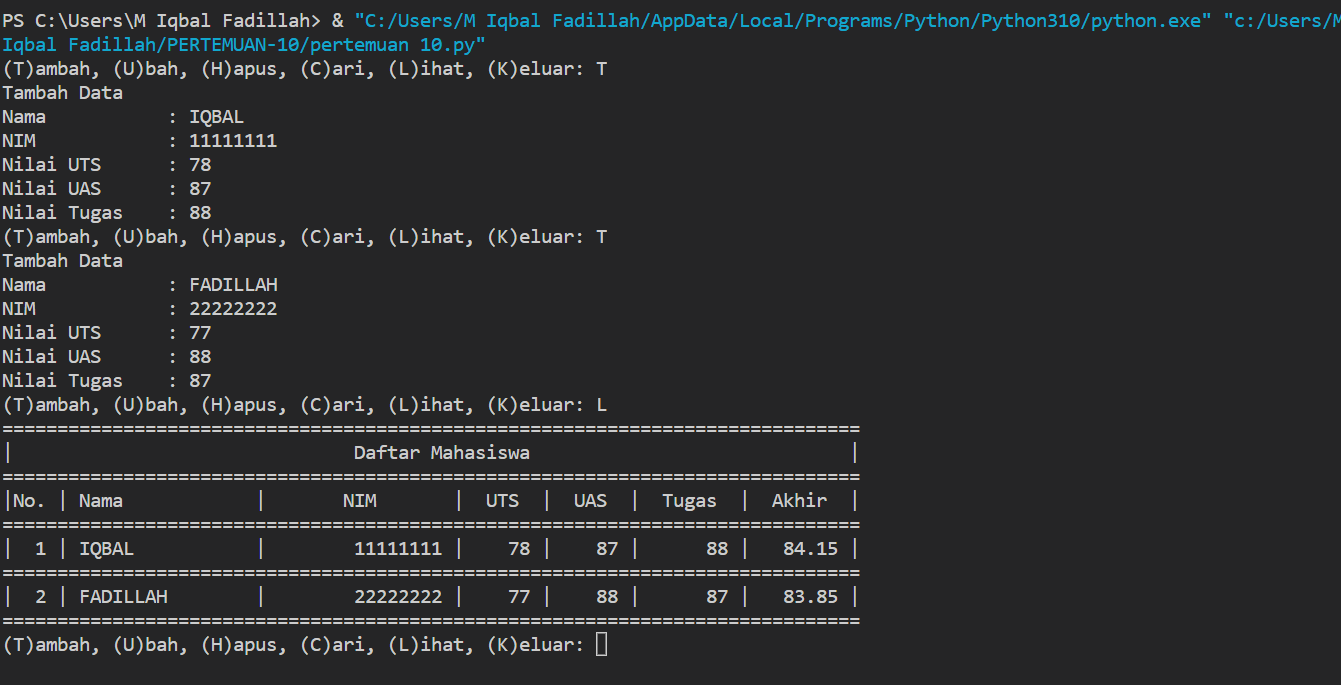 PS C:\Users\M Iqbal Fadillah> & "C:/Users/M Iqbal Fadillah/AppData/Local/Programs/Python/Python310/python.exe" "c:/Users/M
Iqbal Fadillah/PERTEMUAN-10/pertemuan 10.py"
(T)ambah, (U)bah, (H)apus, (C)ari, (L)ihat, (K)eluar: T
Tambah Data
Nama           : IQBAL
NIM            : 11111111
Nilai UTS      : 78
Nilai UAS      : 87
Nilai Tugas    : 88
(T)ambah, (U)bah, (H)apus, (C)ari, (L)ihat, (K)eluar: T
Tambah Data
Nama           : FADILLAH
NIM            : 22222222
Nilai UTS      : 77
Nilai UAS      : 88
Nilai Tugas    : 87
(T)ambah, (U)bah, (H)apus, (C)ari, (L)ihat, (K)eluar: L
==============================================================================
|                               Daftar Mahasiswa                             |
==============================================================================
|No. | Nama            |       NIM       |  UTS  |  UAS  |  Tugas  |  Akhir  |
==============================================================================
|  1 | IQBAL           |        11111111 |    78 |    87 |      88 |   84.15 |
==============================================================================
|  2 | FADILLAH        |        22222222 |    77 |    88 |      87 |   83.85 |
==============================================================================
(T)ambah, (U)bah, (H)apus, (C)ari, (L)ihat, (K)eluar: